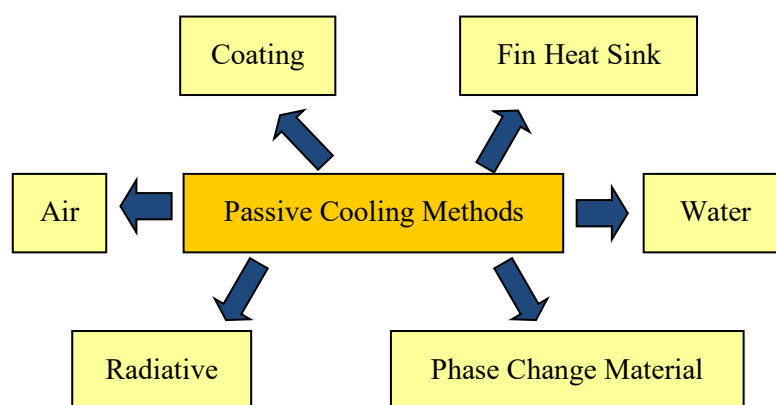 Coating
Fin Heat Sink
Air
Passive Cooling Methods
Water
Radiative
Phase Change Material